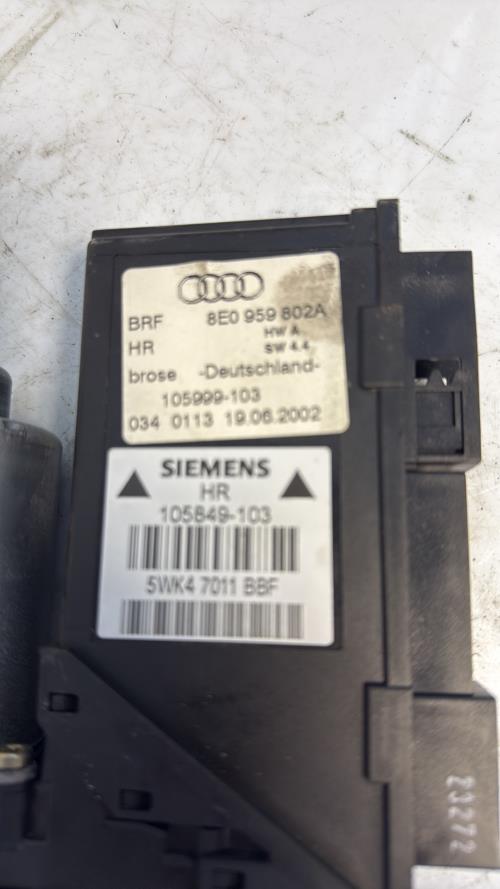 BRF 8E0 959 802A
HR HW A
SW 4.4
brose -Deutschland-
105999-103
034 0113 19.06.2002
SIEMENS
HR
105849-103
5WK4 7011 BBF
23272